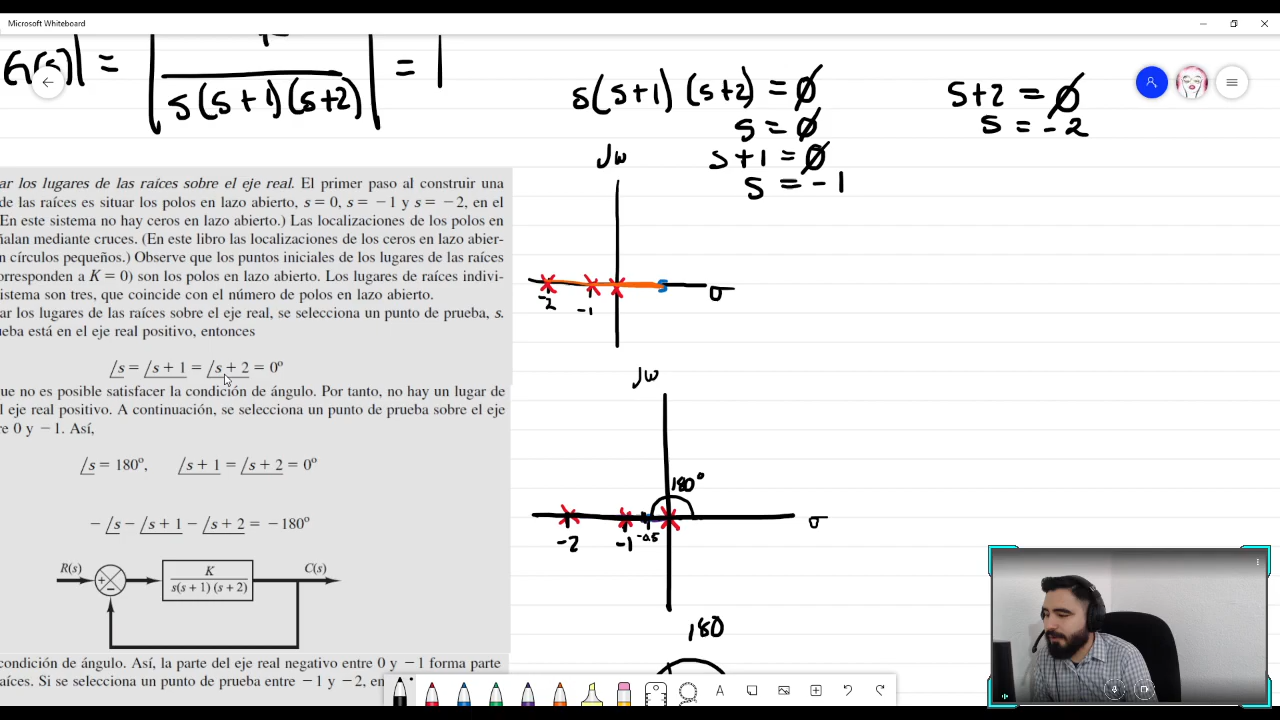 Microsoft Whiteboard
= | / s(s+1)(s+2) | = 1
s(s+1)(s+2) = 0
s = 0
s+1 = 0
s = -1
s+2 = 0
s = -2
ar los lugares de las raíces sobre el eje real. El primer paso al construir una
de las raíces es situar los polos en lazo abierto, s = 0, s = −1 y s = −2, en el
(En este sistema no hay ceros en lazo abierto.) Las localizaciones de los polos en
ñalan mediante cruces. (En este libro las localizaciones de los ceros en lazo abier-
n círculos pequeños.) Observe que los puntos iniciales de los lugares de las raíces
orresponden a K = 0) son los polos en lazo abierto. Los lugares de raíces indivi-
istema son tres, que coincide con el número de polos en lazo abierto.
ar los lugares de las raíces sobre el eje real, se selecciona un punto de prueba, s.
ueba está en el eje real positivo, entonces
/s = /s + 1 = /s + 2 = 0°
ue no es posible satisfacer la condición de ángulo. Por tanto, no hay un lugar de
l eje real positivo. A continuación, se selecciona un punto de prueba sobre el eje
re 0 y −1. Así,
/s = 180°, /s + 1 = /s + 2 = 0°
− /s − /s + 1 − /s + 2 = −180°
R(s) + − K / s(s + 1)(s + 2) C(s)
condición de ángulo. Así, la parte del eje real negativo entre 0 y −1 forma parte
aíces. Si se selecciona un punto de prueba entre −1 y −2, en
Jw
σ
-2 -1
Jw
180°
σ
-2 -1 -0.5
180
A